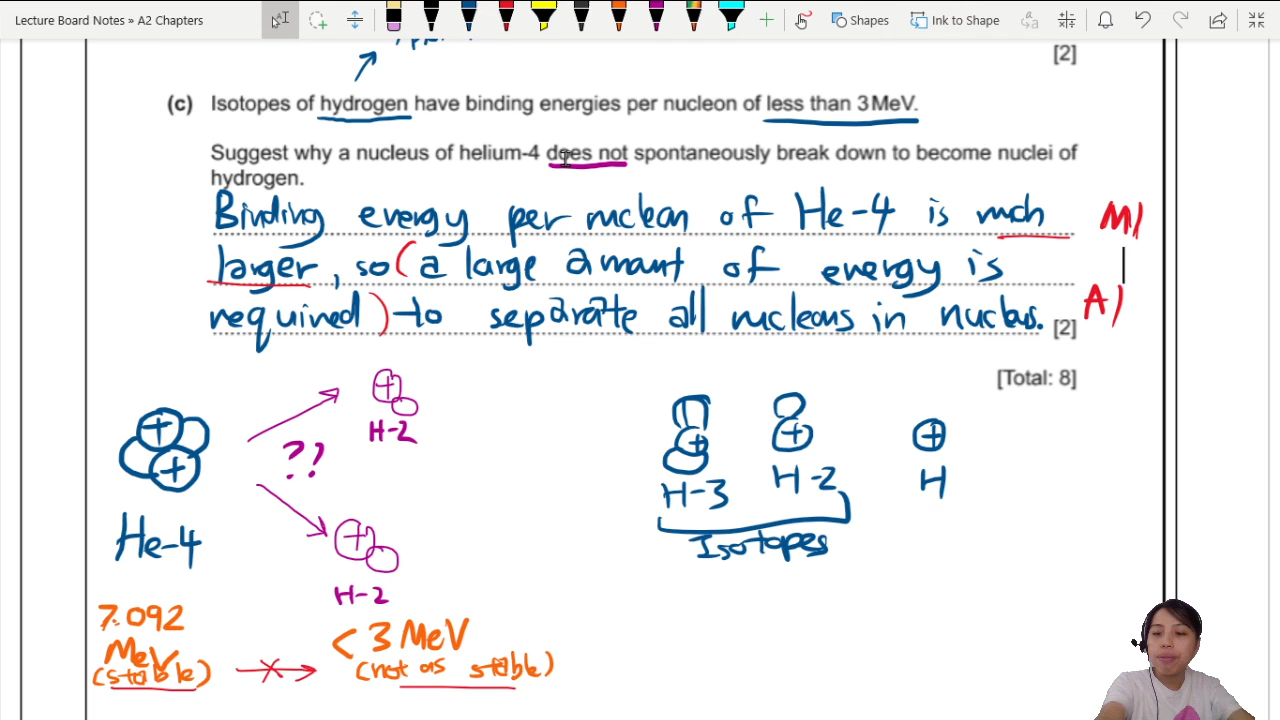 Lecture Board Notes » A2 Chapters
Shapes
Ink to Shape
[2]
(c) Isotopes of hydrogen have binding energies per nucleon of less than 3 MeV.
Suggest why a nucleus of helium-4 does not spontaneously break down to become nuclei of
hydrogen.
Binding energy per nucleon of He-4 is much
larger, so (a large amount of energy is
required) to separate all nucleons in nucleus. [2]
M1
A1
[Total: 8]
+
+
He-4
??
+
H-2
+
H-2
+
H-3
+
H-2
+
H
Isotopes
7.092
MeV
(stable)
< 3 MeV
(not as stable)